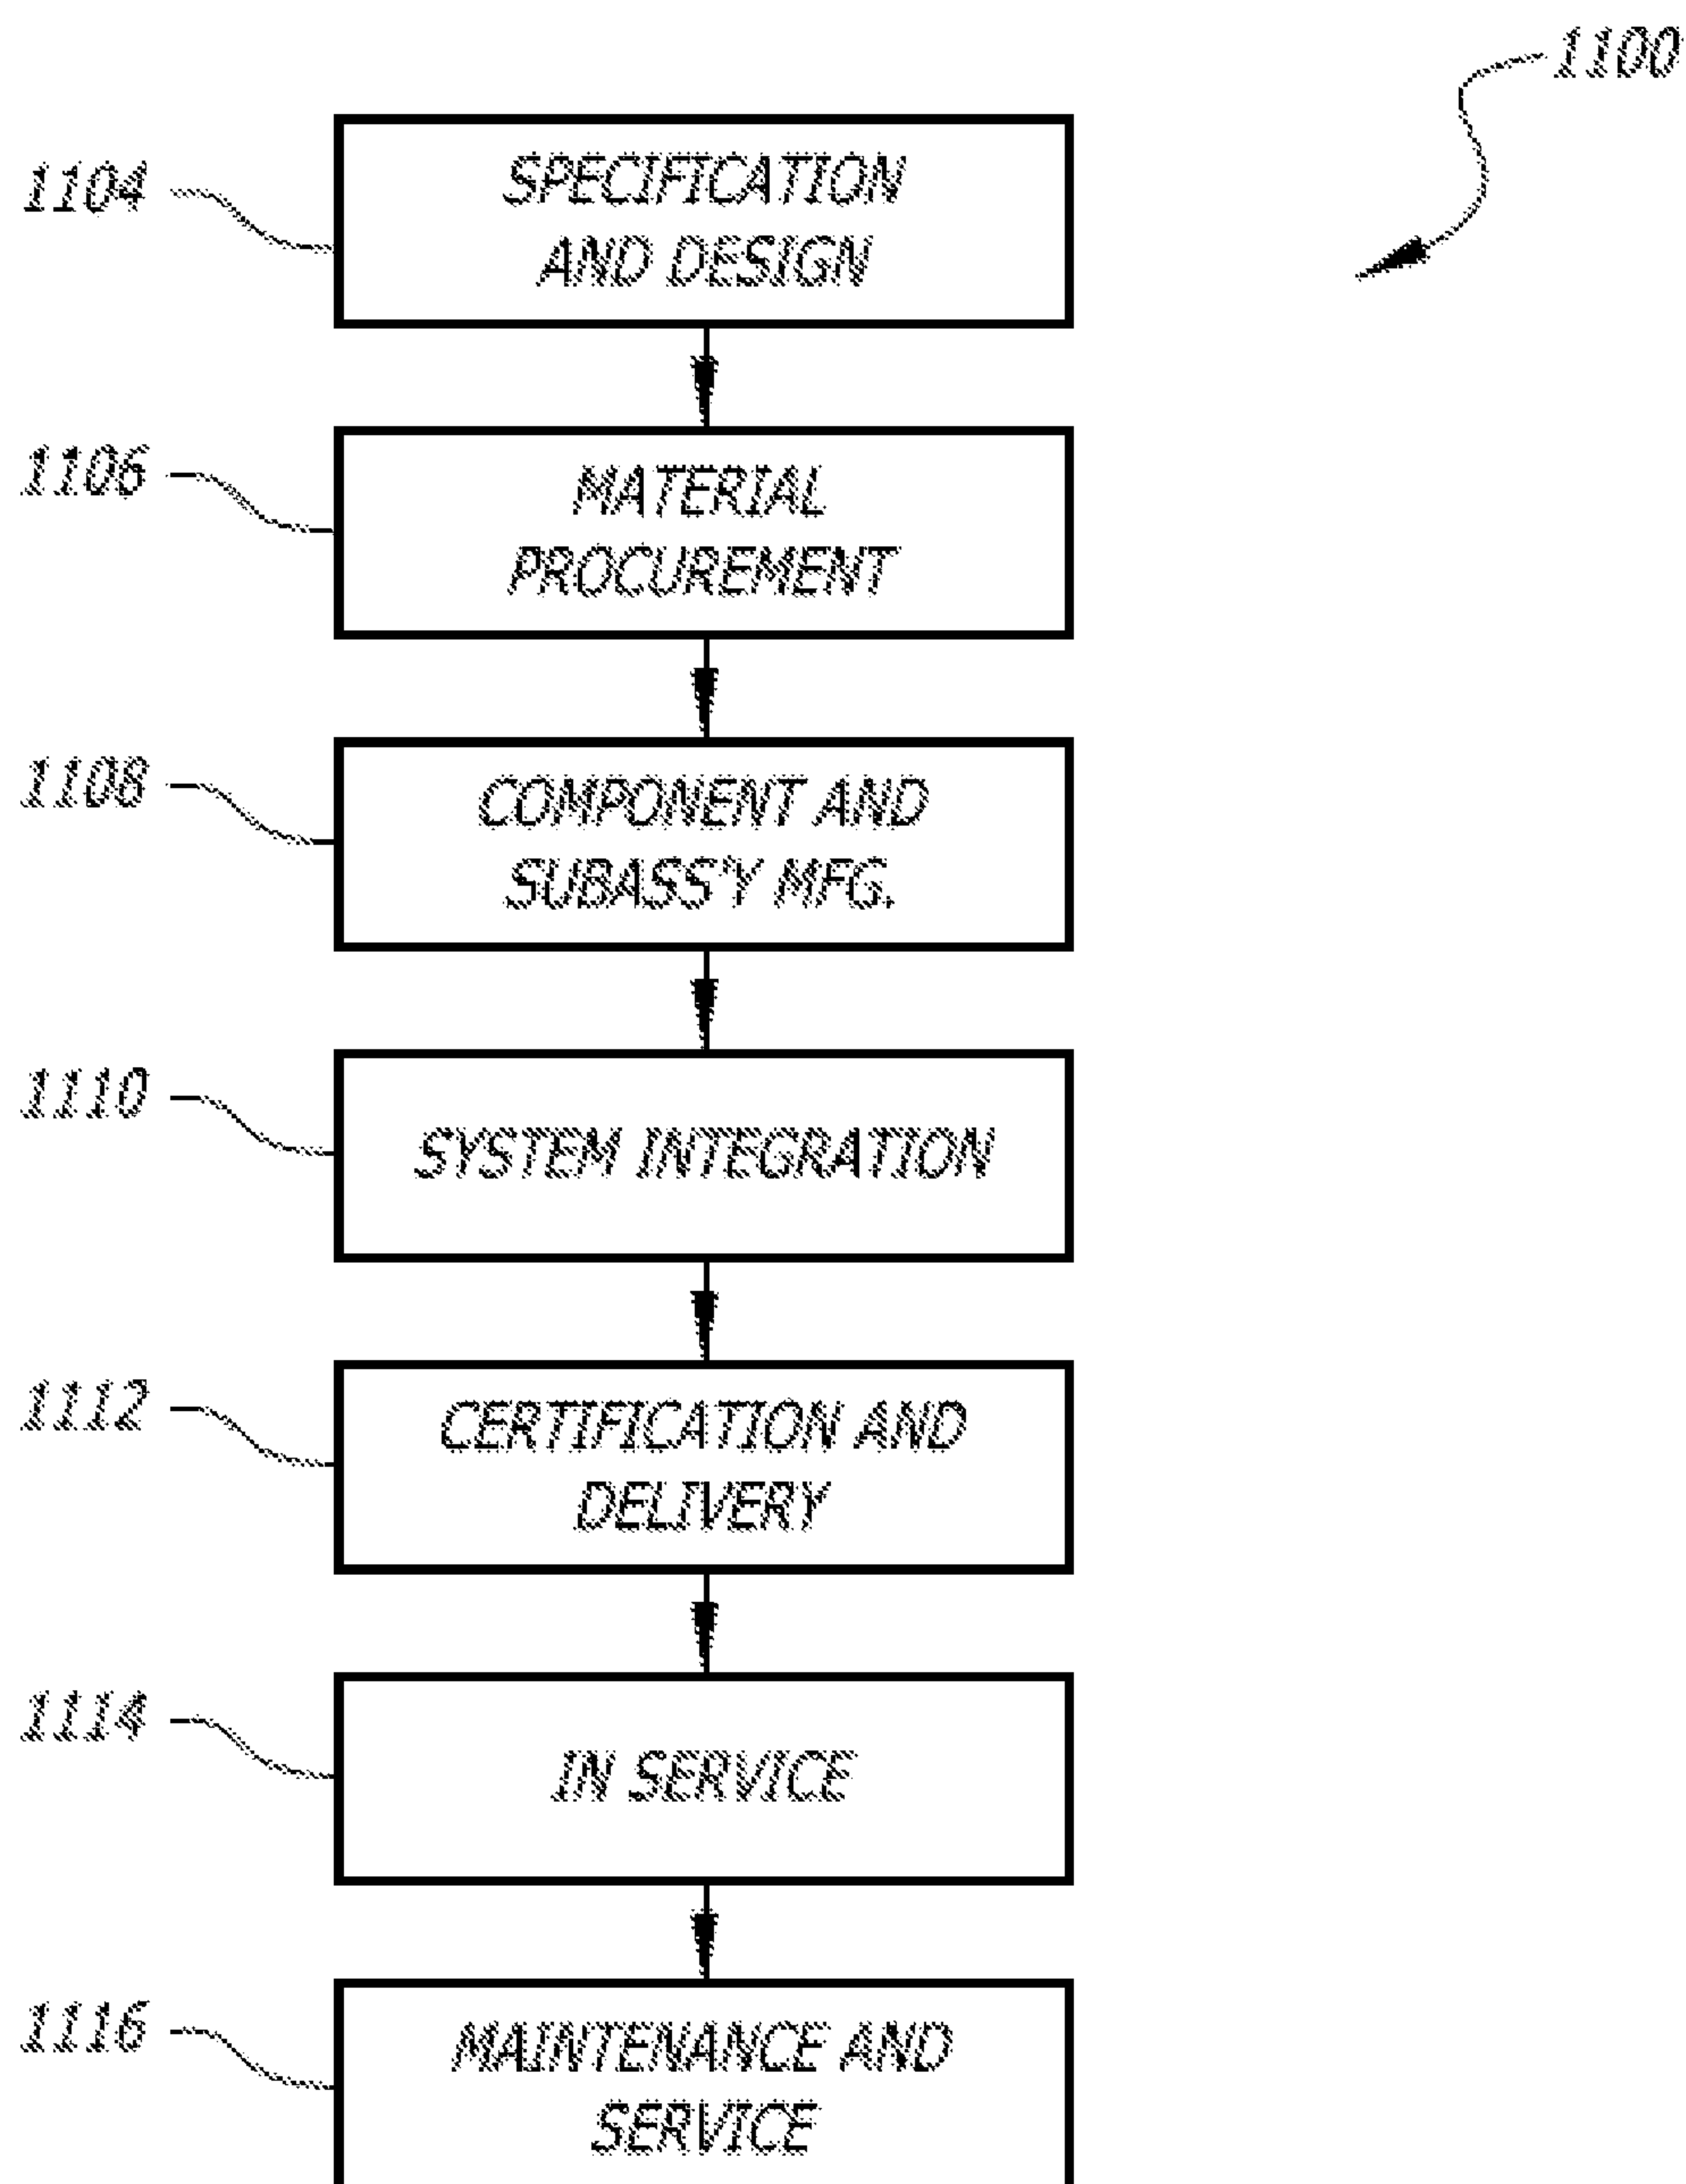 1100
1104
SPECIFICATION
AND DESIGN
1106
MATERIAL
PROCUREMENT
1108
COMPONENT AND
SUBASS'Y MFG.
1110
SYSTEM INTEGRATION
1112
CERTIFICATION AND
DELIVERY
1114
IN SERVICE
1116
MAINTENANCE AND
SERVICE